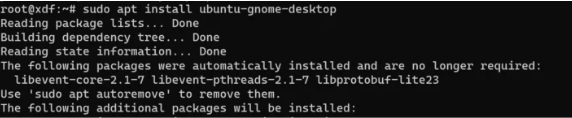 root@xdf:~# sudo apt install ubuntu-gnome-desktop
Reading package lists... Done
Building dependency tree... Done
Reading state information... Done
The following packages were automatically installed and are no longer required:
  libevent-core-2.1-7 libevent-pthreads-2.1-7 libprotobuf-lite23
Use 'sudo apt autoremove' to remove them.
The following additional packages will be installed: